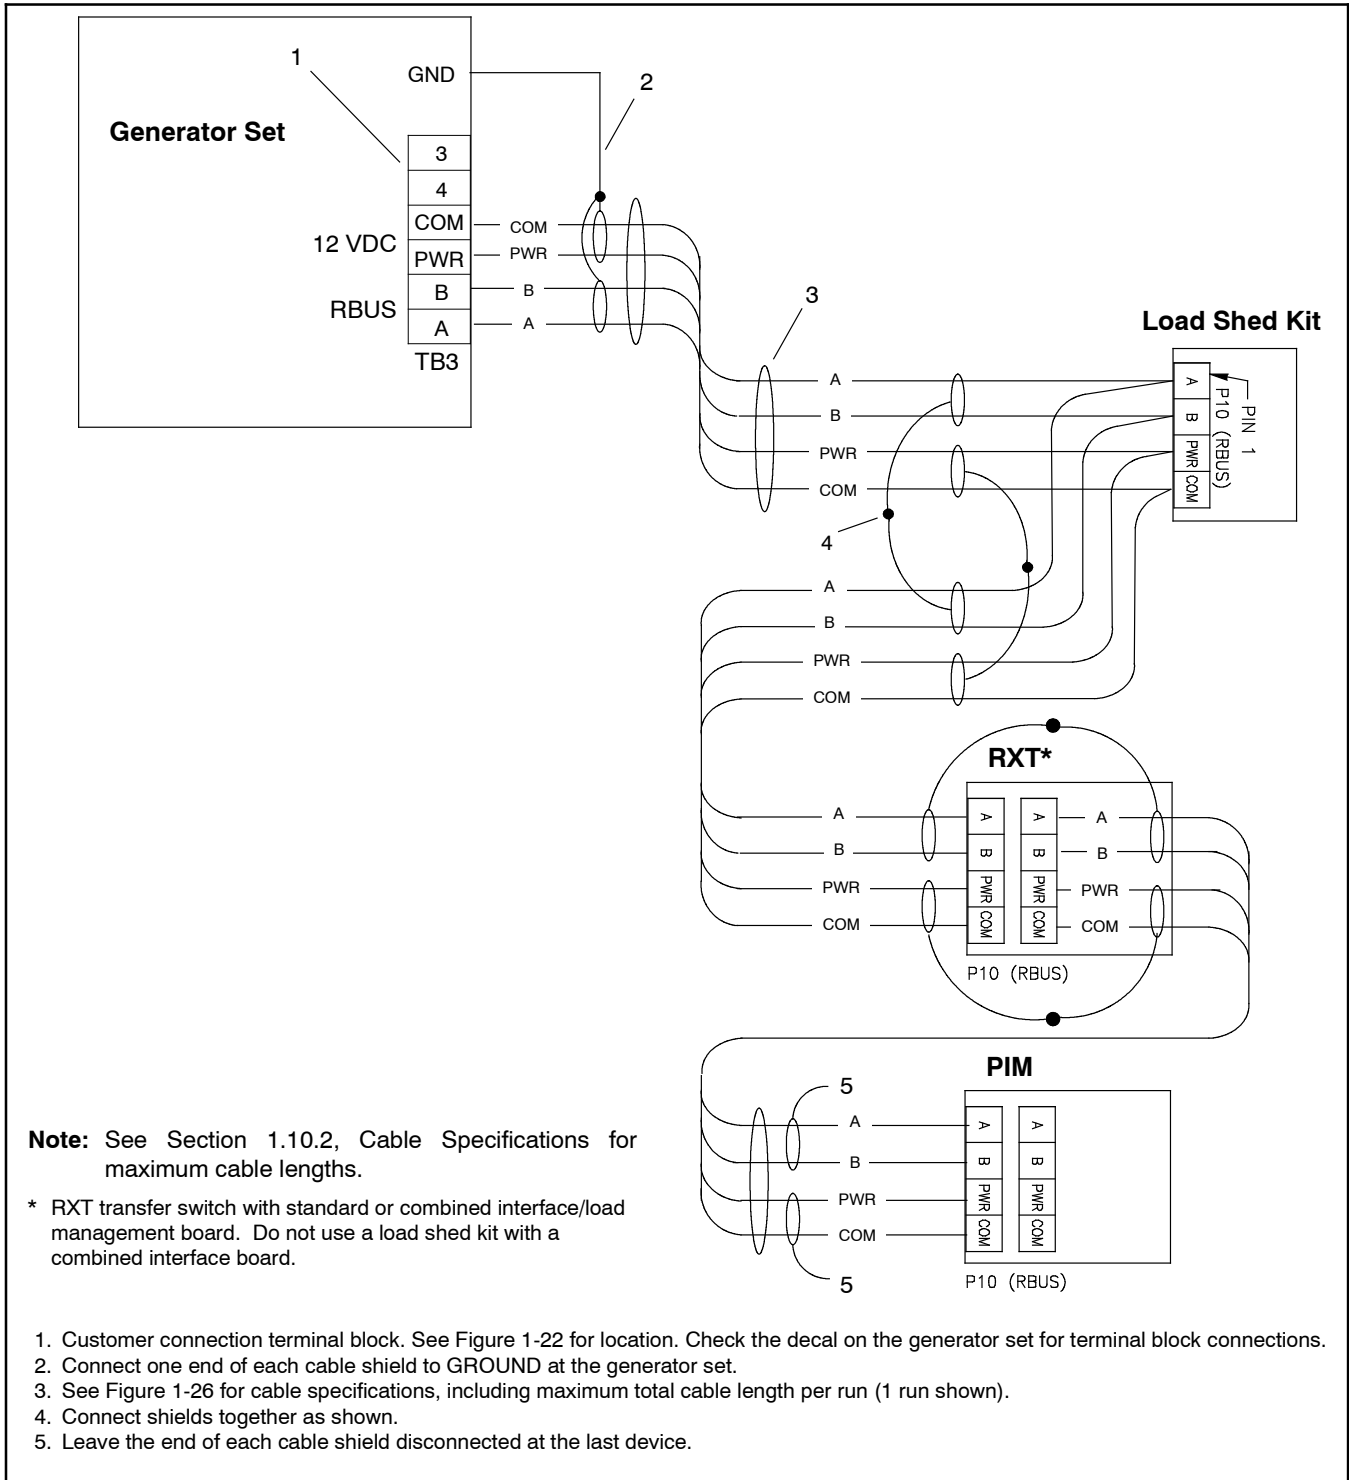 1
GND
2
Generator Set
3
4
COM
COM
12 VDC
PWR
PWR
B
B
RBUS
A
A
TB3
3
Load Shed Kit
A
B
PWR
COM
A
B
PWR
COM
P10 (RBUS)
PIN 1
4
A
B
PWR
COM
RXT*
A
B
PWR
COM
A
B
PWR
COM
A
B
PWR
COM
A
B
PWR
COM
P10 (RBUS)
PIM
5
A
B
PWR
COM
A
B
PWR
COM
A
B
PWR
COM
5
P10 (RBUS)
Note: See Section 1.10.2, Cable Specifications for
maximum cable lengths.
* RXT transfer switch with standard or combined interface/load
management board. Do not use a load shed kit with a
combined interface board.
1. Customer connection terminal block. See Figure 1-22 for location. Check the decal on the generator set for terminal block connections.
2. Connect one end of each cable shield to GROUND at the generator set.
3. See Figure 1-26 for cable specifications, including maximum total cable length per run (1 run shown).
4. Connect shields together as shown.
5. Leave the end of each cable shield disconnected at the last device.